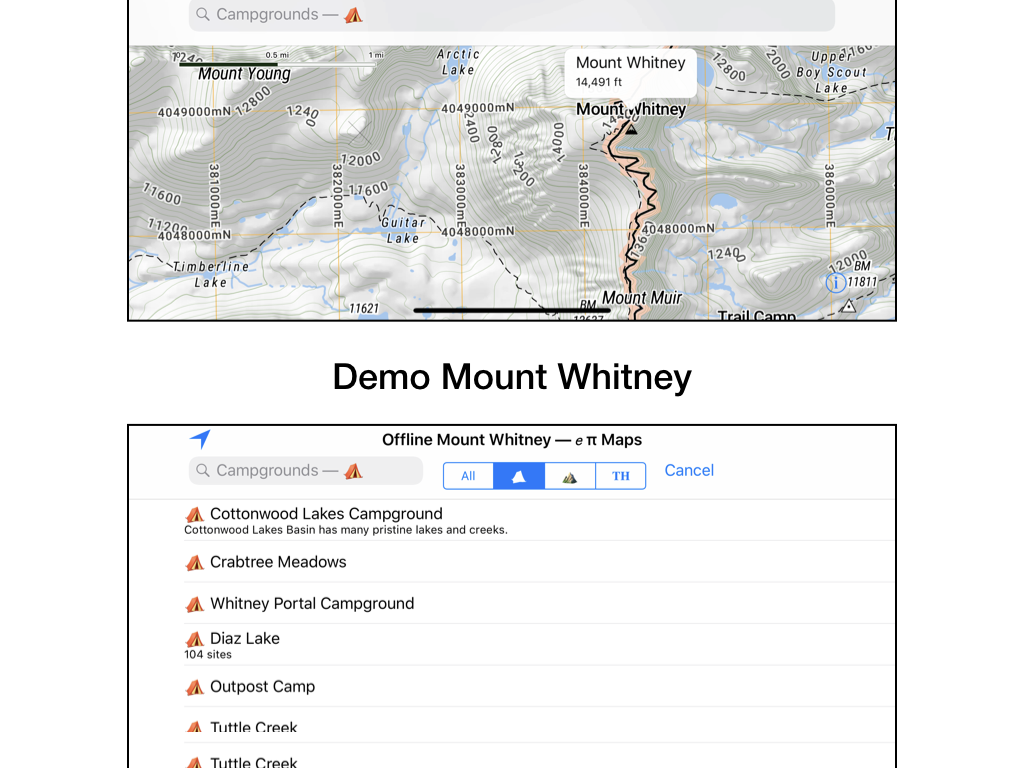 Campgrounds —
0.5 mi
1 mi
Arctic
Lake
Mount Young
Mount Whitney
14,491 ft
Mount Whitney
Upper
Boy Scout
Lake
12800
12000
4049000mN
12800
1240
4049000mN
2400
12800
13200
14000
12000
11600
11600
11200
381000mE
382000mE
383000mE
384000mE
386000mE
4048000mN
Guitar
Lake
4048000mN
4048000mN
1240
12000
BM
11811
Timberline
Lake
11621
BM
Mount Muir
Trail Camp
Demo Mount Whitney
Offline Mount Whitney — e π Maps
Campgrounds —
All
TH
Cancel
Cottonwood Lakes Campground
Cottonwood Lakes Basin has many pristine lakes and creeks.
Crabtree Meadows
Whitney Portal Campground
Diaz Lake
104 sites
Outpost Camp
Tuttle Creek
Tuttle Creek